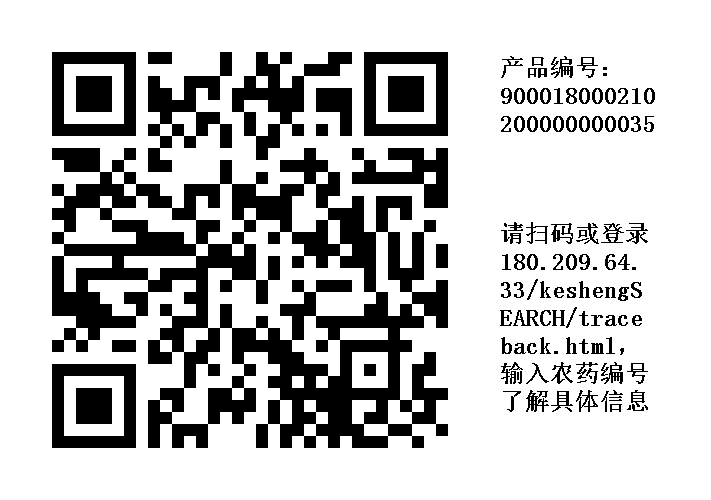 产品编号：
900018000210
200000000035
请扫码或登录
180.209.64.
33/keshengS
EARCH/trace
back.html，
输入农药编号
了解具体信息